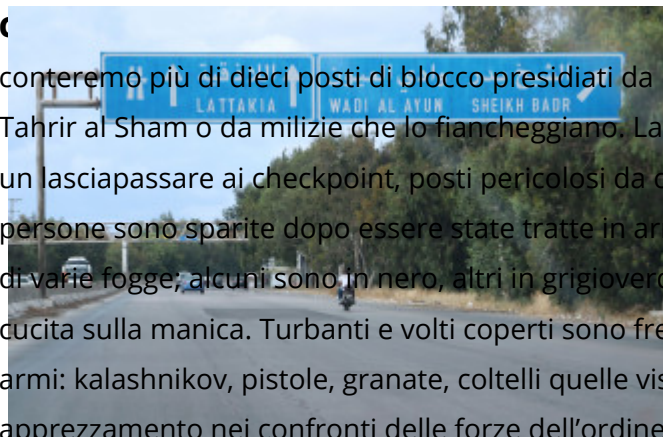 conteremo più di dieci posti di blocco presidiati da
LATTAKIA WADI AL AYUN SHEIKH BADR
Tahrir al Sham o da milizie che lo fiancheggiano. La
un lasciapassare ai checkpoint, posti pericolosi da
persone sono sparite dopo essere state tratte in
di varie fogge; alcuni sono in nero, altri in
cucita sulla manica. Turbanti e volti coperti sono
armi: kalashnikov, pistole, granate, coltelli quelle
apprezzamento nei confronti delle forze dell’ordine